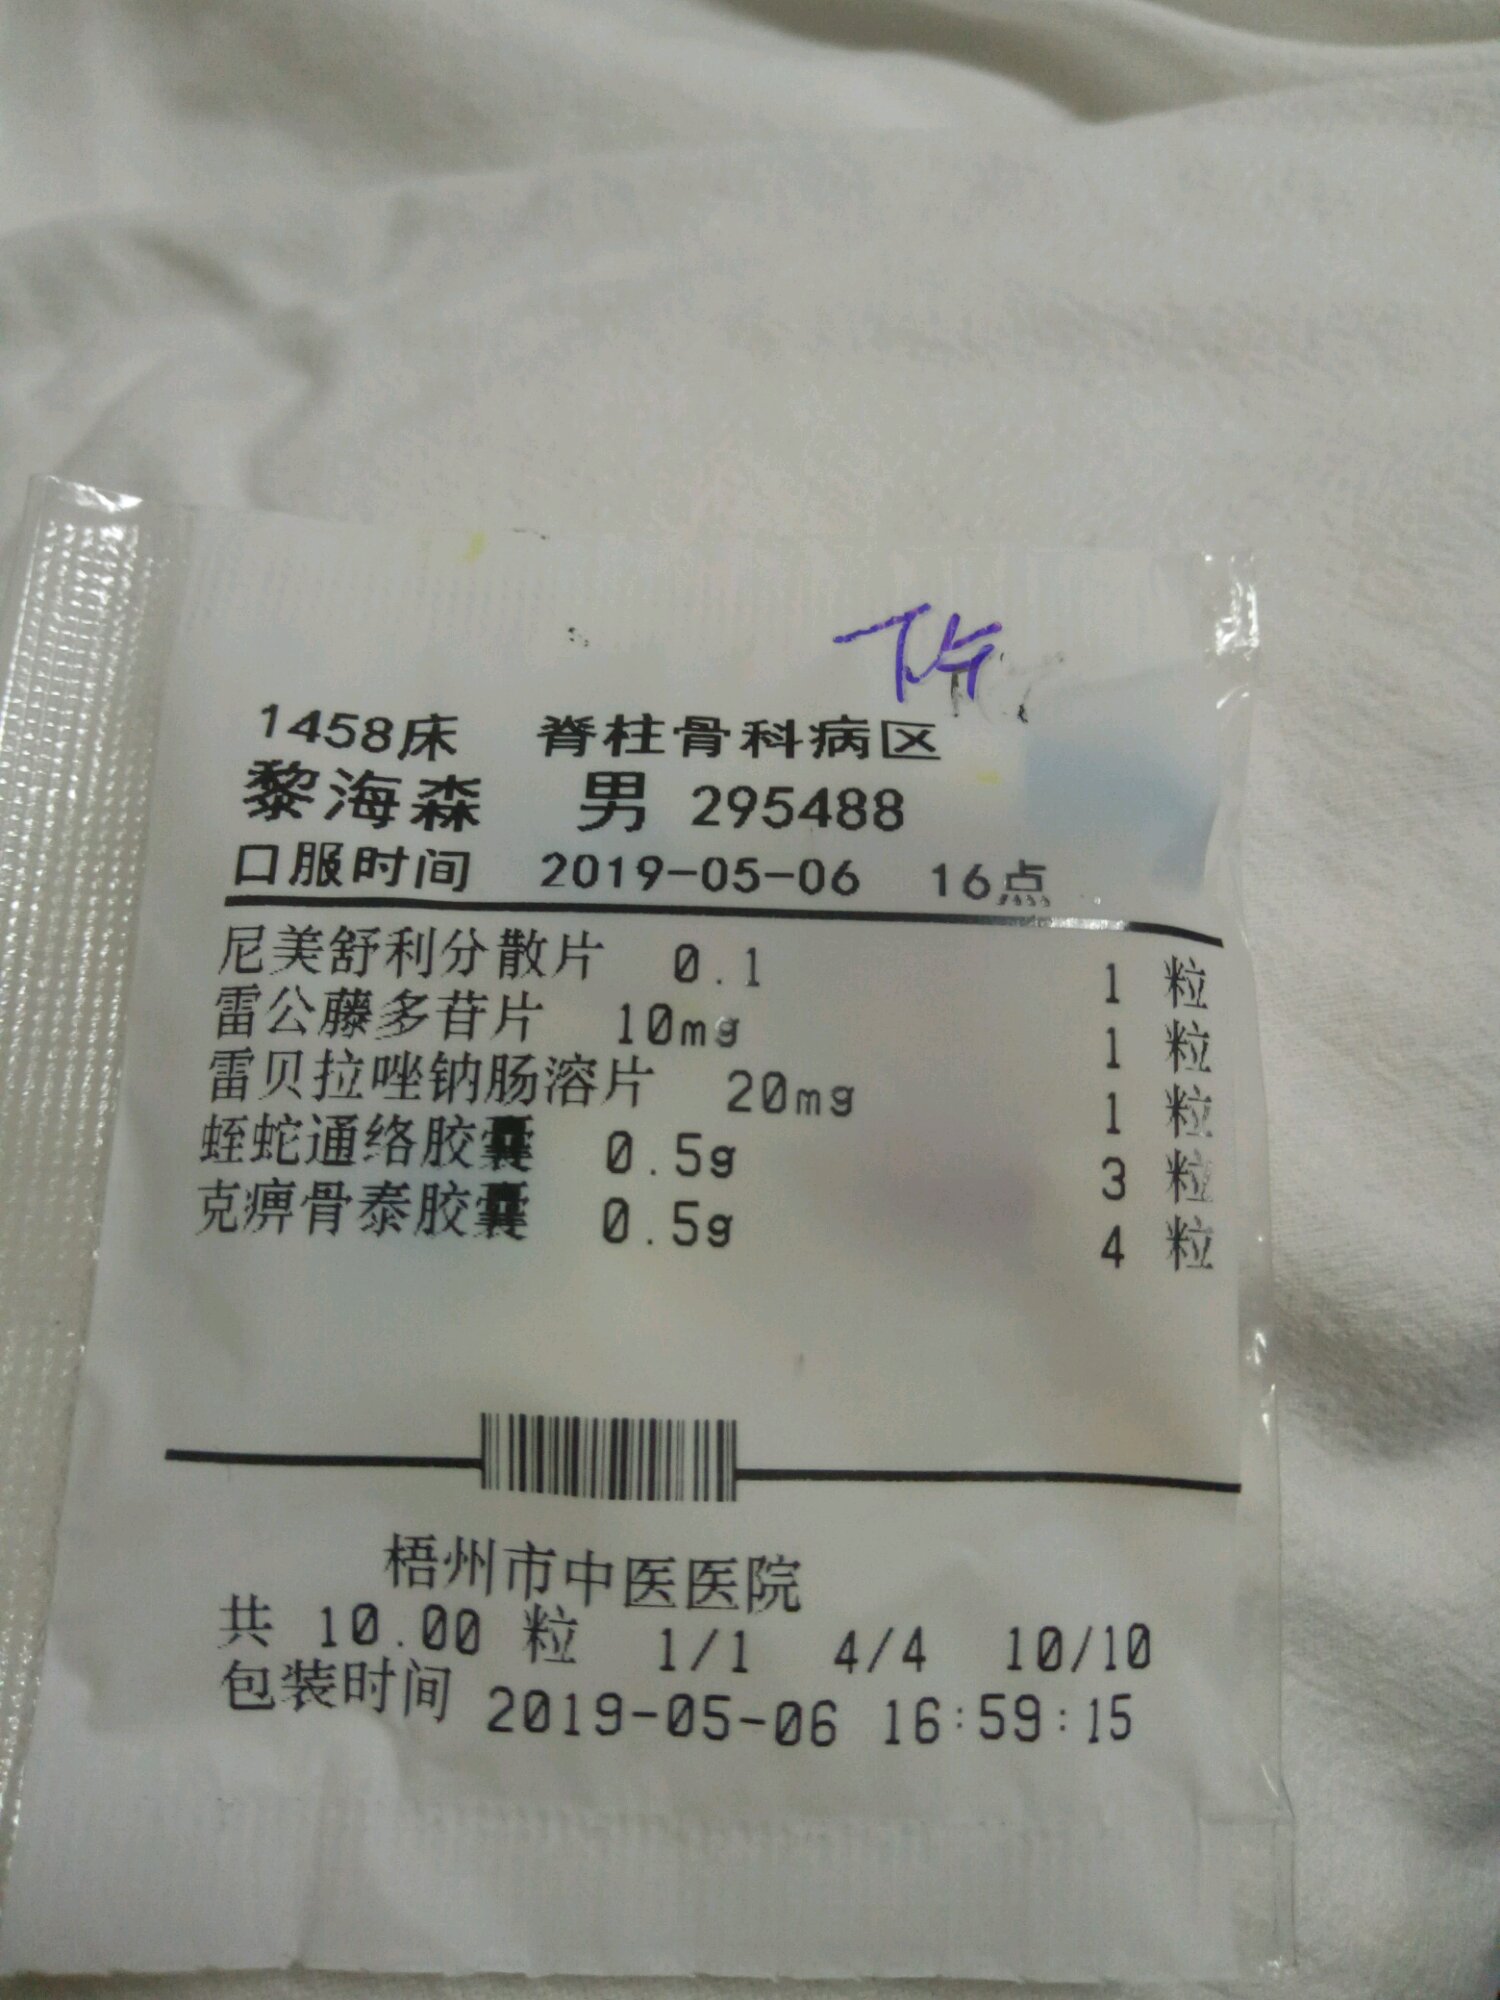 下午
1458床 脊柱骨科病区
黎海森 男 295488
口服时间 2019-05-06 16点
尼美舒利分散片 0.1 1 粒
雷公藤多苷片 10mg 1 粒
雷贝拉唑钠肠溶片 20mg 1 粒
蛭蛇通络胶囊 0.5g 3 粒
克痹骨泰胶囊 0.5g 4 粒
梧州市中医医院
共 10.00 粒 1/1 4/4 10/10
包装时间 2019-05-06 16:59:15